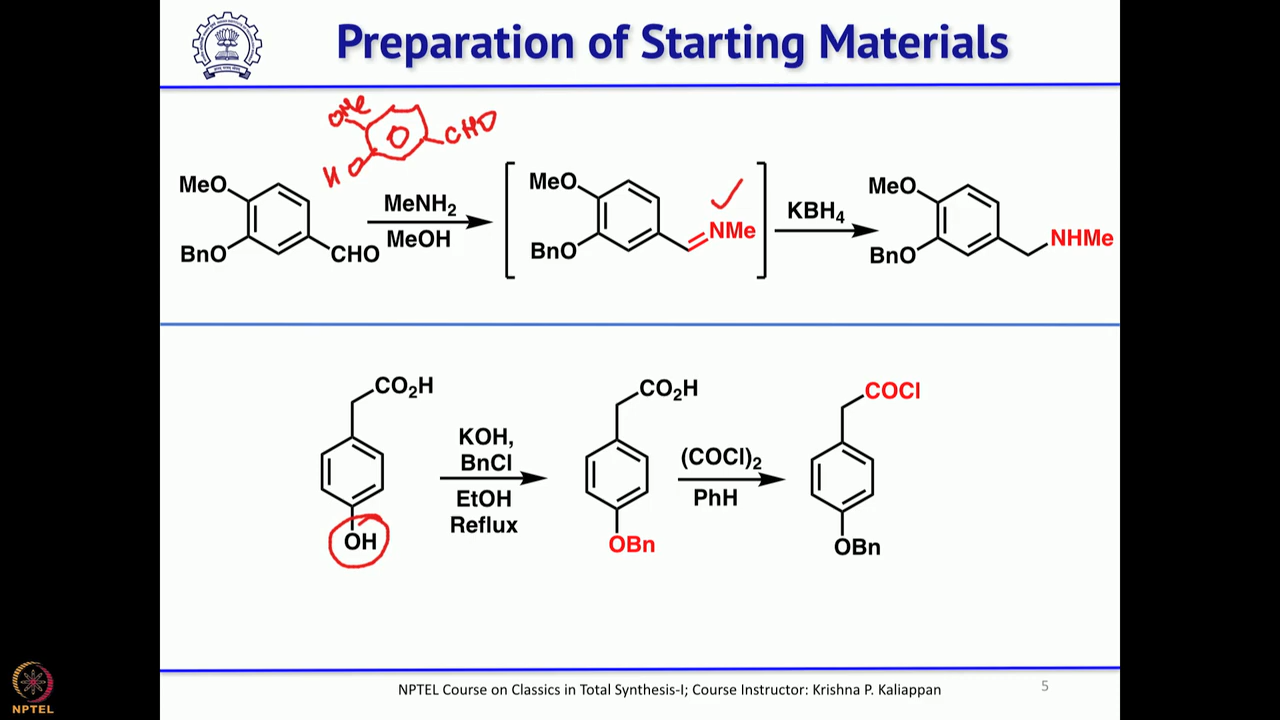 Preparation of Starting Materials
OMe
HO
CHO
MeO
BnO
CHO
MeNH2
MeOH
MeO
BnO
NMe
KBH4
MeO
BnO
NHMe
CO2H
OH
KOH,
BnCl
EtOH
Reflux
CO2H
OBn
(COCl)2
PhH
COCl
OBn
NPTEL Course on Classics in Total Synthesis-I; Course Instructor: Krishna P. Kaliappan
5
NPTEL